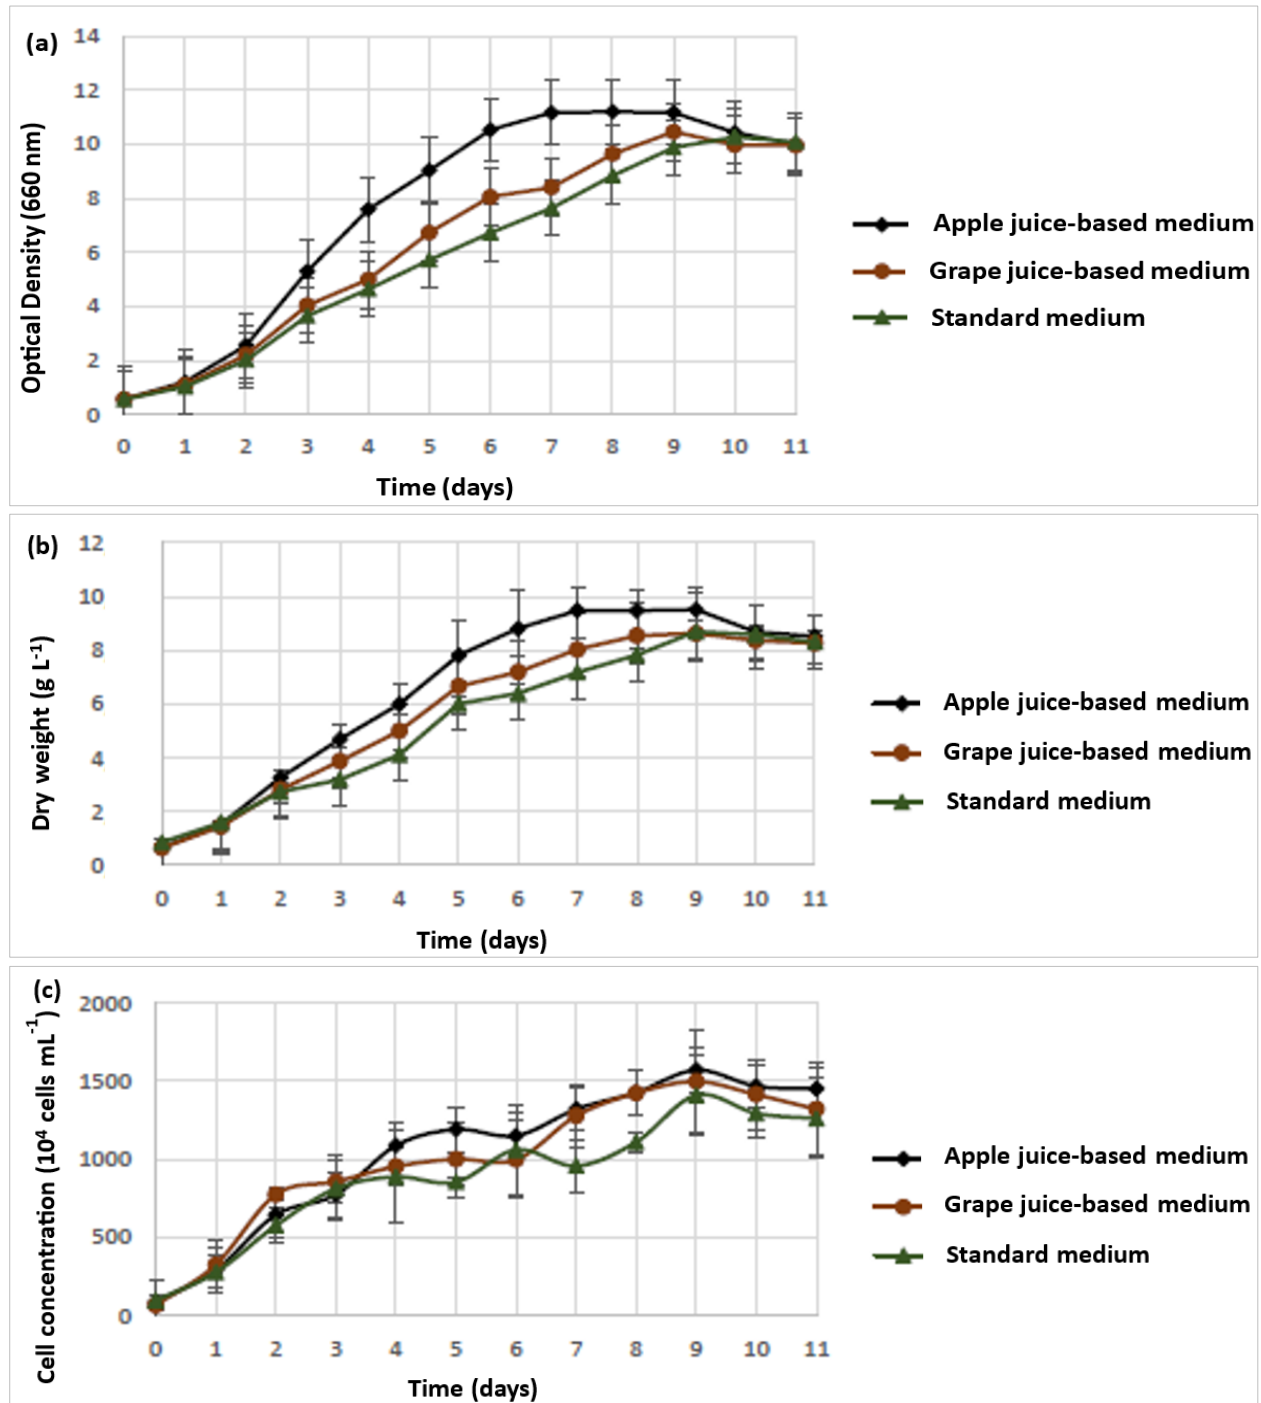 (a)
14
12
10
8
6
4
2
0
Optical Density (660 nm)
0 1 2 3 4 5 6 7 8 9 10 11
Time (days)
Apple juice-based medium
Grape juice-based medium
Standard medium
(b)
12
10
8
6
4
2
0
Dry weight (g L⁻¹)
0 1 2 3 4 5 6 7 8 9 10 11
Time (days)
Apple juice-based medium
Grape juice-based medium
Standard medium
(c)
2000
1500
1000
500
0
Cell concentration (10⁴ cells mL⁻¹)
0 1 2 3 4 5 6 7 8 9 10 11
Time (days)
Apple juice-based medium
Grape juice-based medium
Standard medium